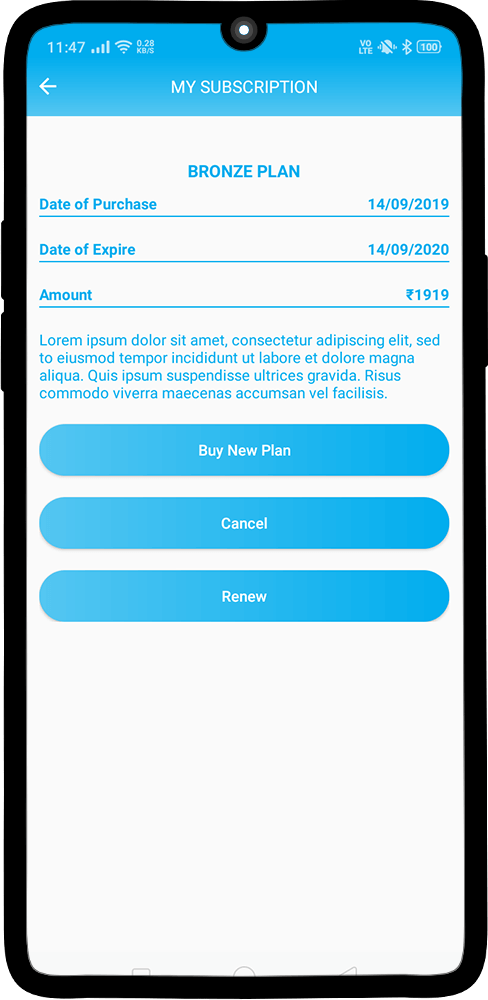 11:47 0.28 KB/S VO LTE 100
MY SUBSCRIPTION
BRONZE PLAN
Date of Purchase 14/09/2019
Date of Expire 14/09/2020
Amount ₹1919
Lorem ipsum dolor sit amet, consectetur adipiscing elit, sed
to eiusmod tempor incididunt ut labore et dolore magna
aliqua. Quis ipsum suspendisse ultrices gravida. Risus
commodo viverra maecenas accumsan vel facilisis.
Buy New Plan
Cancel
Renew